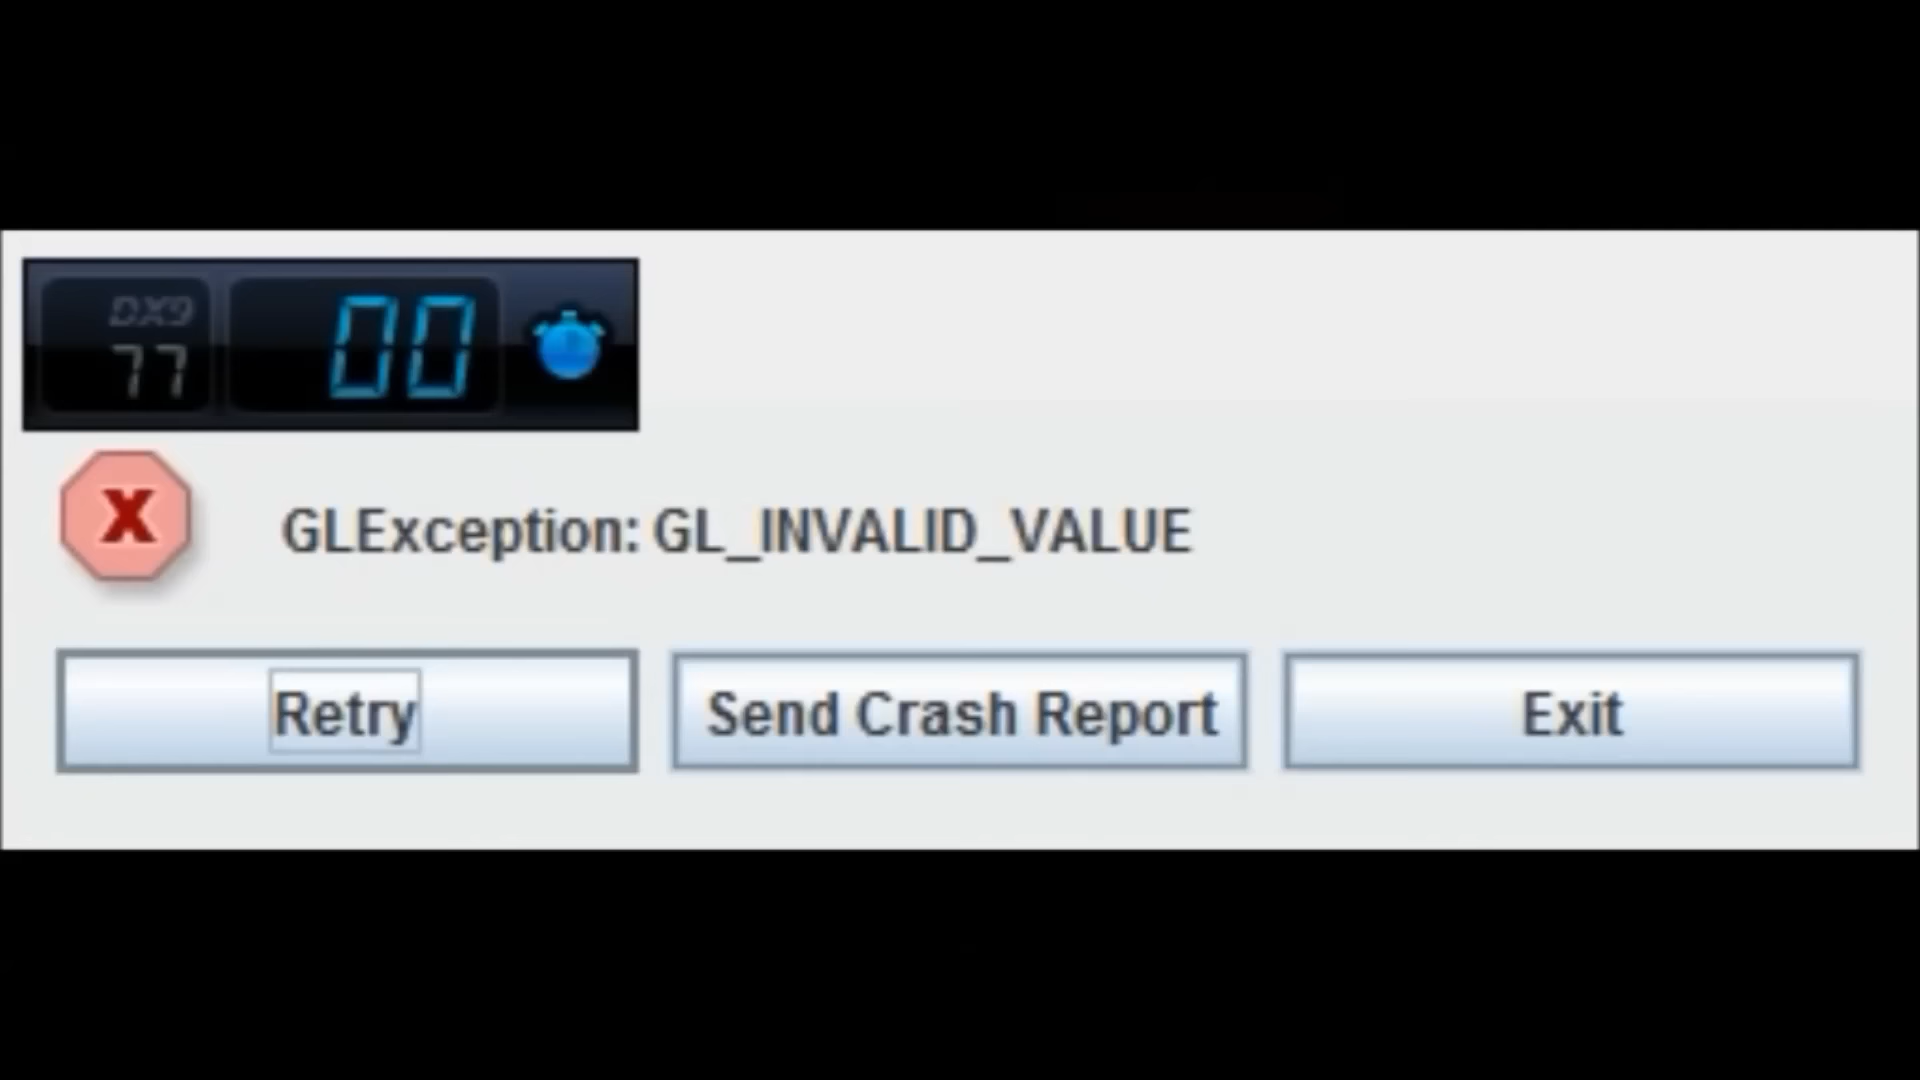 DX9
77
00
X
GLException: GL_INVALID_VALUE
Retry
Send Crash Report
Exit